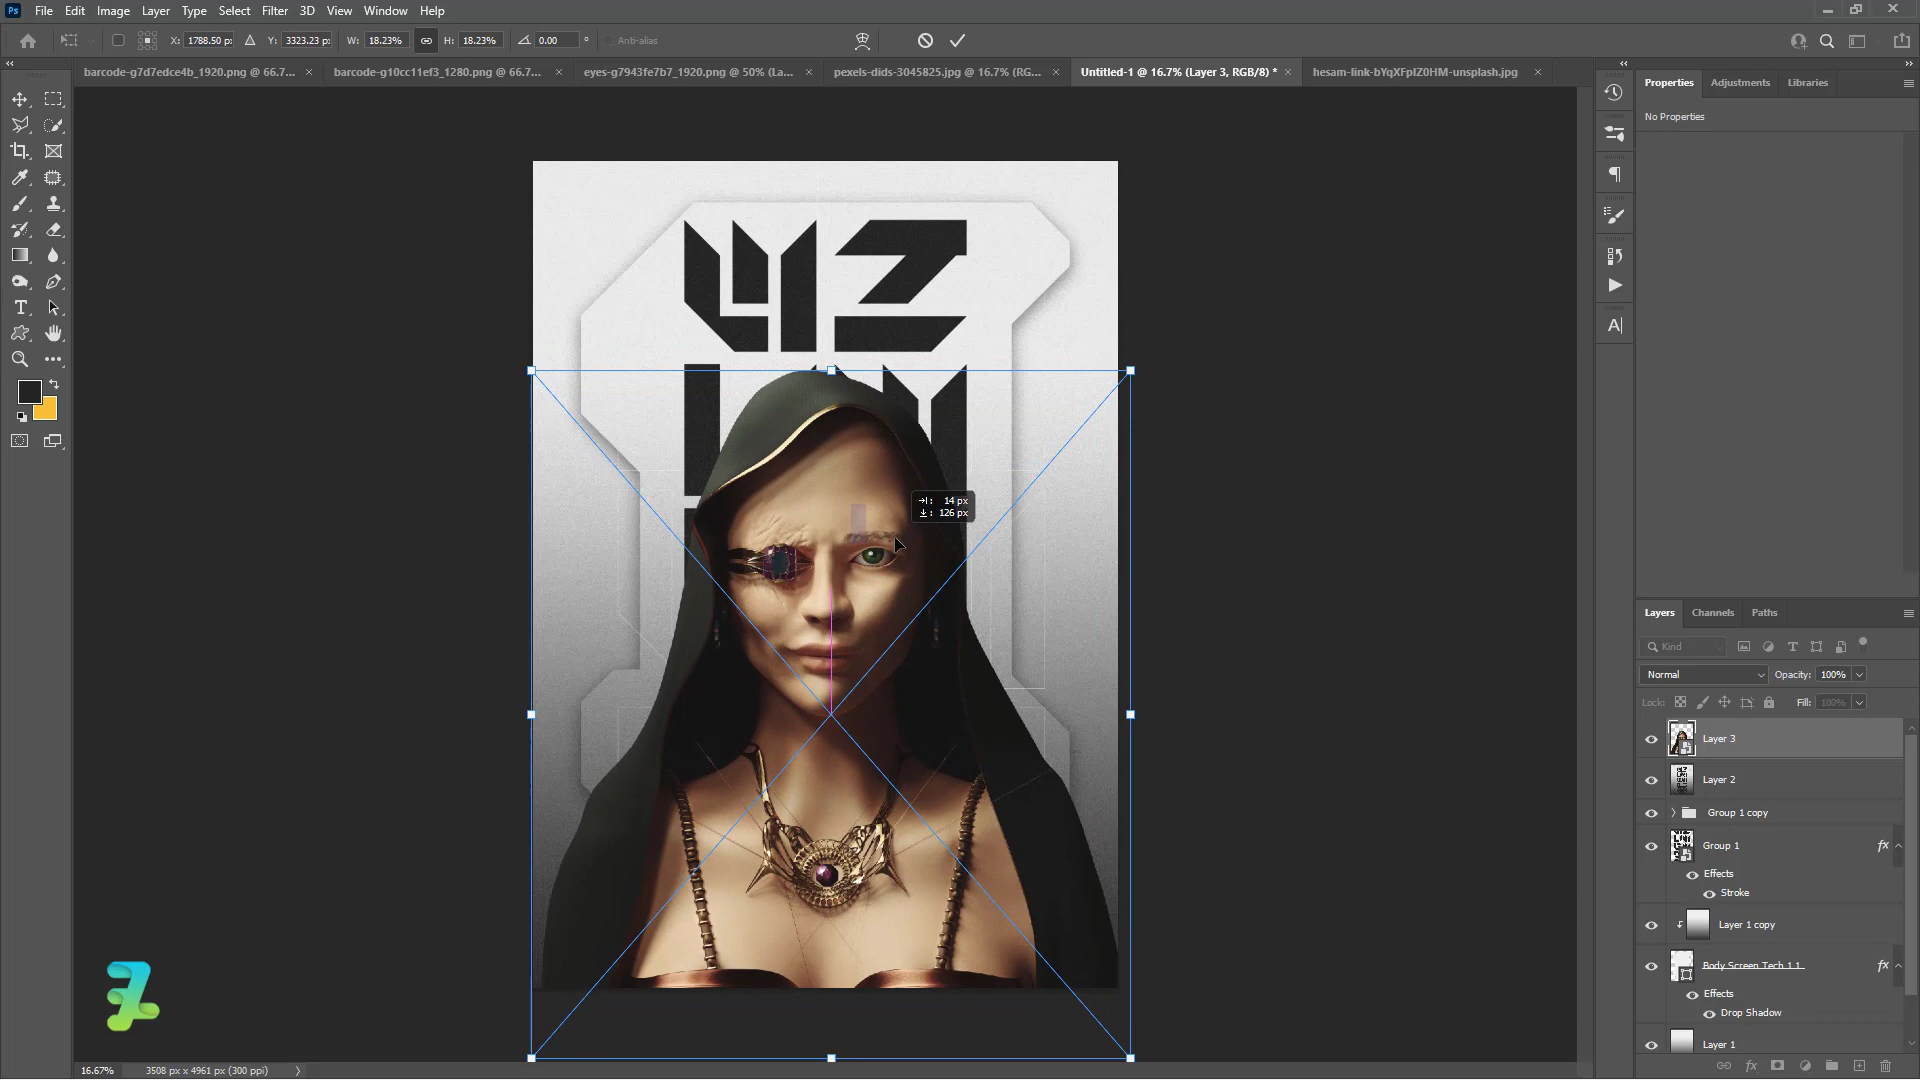 Ps File Edit Image Layer Type Select Filter 3D View Window Help
X: 1788.50 px Y: 3323.23 px W: 18.23% H: 18.23% 0.00 ° Anti-alias
barcode-g7d7edce4b_1920.png @ 66.7... barcode-g10cc11ef3_1280.png @ 66.7... eyes-g7943fe7b7_1920.png @ 50% (La... pexels-dids-3045825.jpg @ 16.7% (RG... Untitled-1 @ 16.7% (Layer 3, RGB/8) * hesam-link-bYqXFpIZ0HM-unsplash.jpg
Properties Adjustments Libraries
No Properties
14 px
126 px
Layers Channels Paths
Kind
Normal Opacity: 100%
Lock: Fill: 100%
Layer 3
Layer 2
Group 1 copy
Group 1 fx
Effects
Stroke
Layer 1 copy
Body Screen Tech 1 1 fx
Effects
Drop Shadow
Layer 1
16.67% 3508 px x 4961 px (300 ppi)